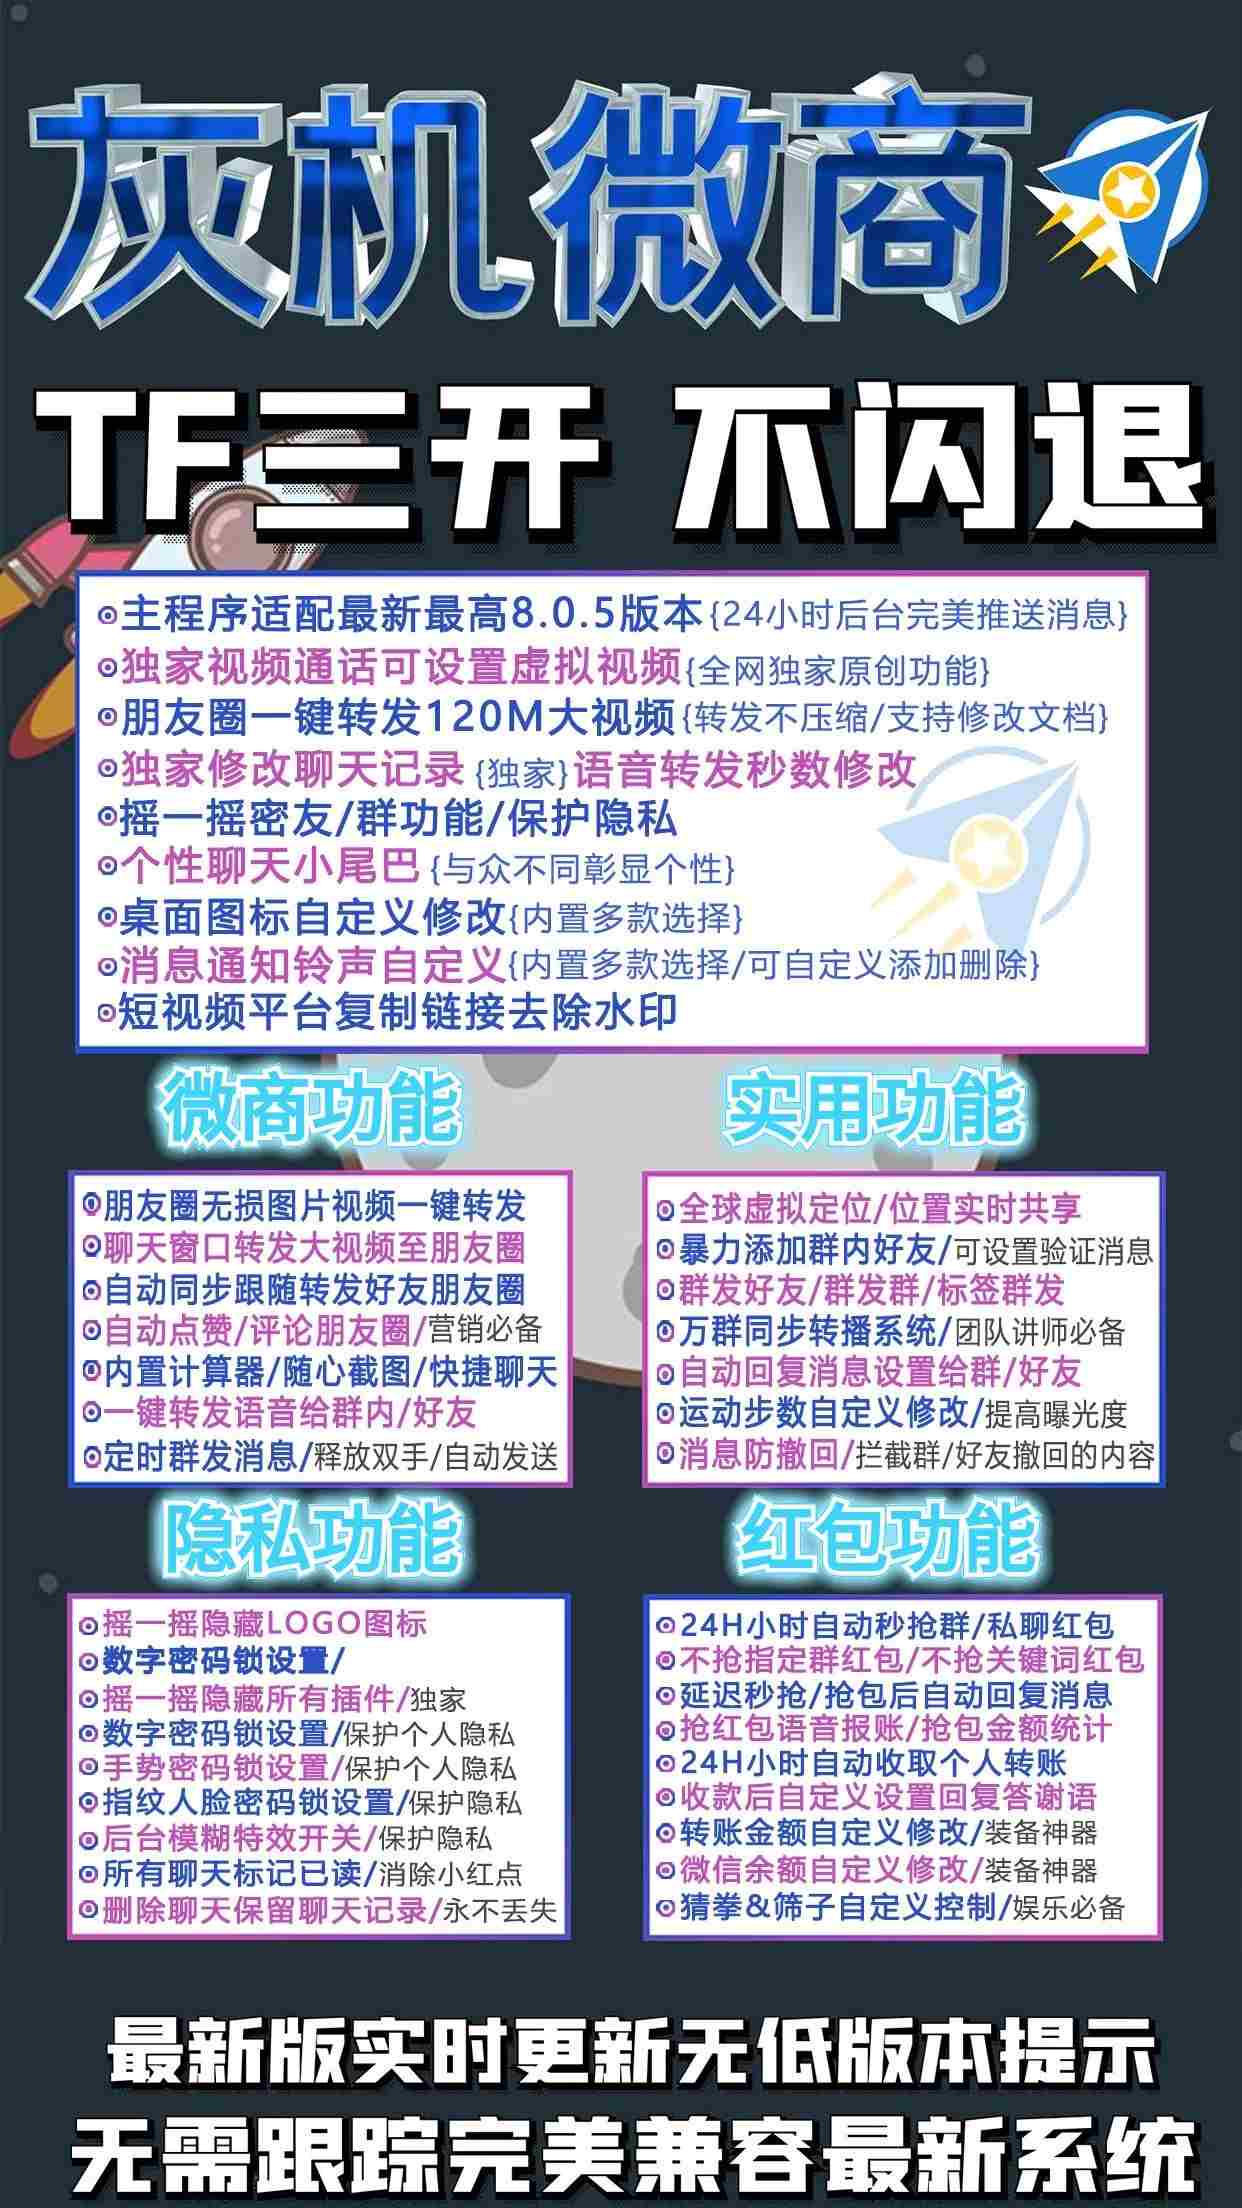 灰机微商
TF三开 不闪退
主程序适配最新最高8.0.5版本{24小时后台完美推送消息}
独家视频通话可设置虚拟视频{全网独家原创功能}
朋友圈一键转发120M大视频{转发不压缩/支持修改文档}
独家修改聊天记录{独家}语音转发秒数修改
摇一摇密友/群功能/保护隐私
个性聊天小尾巴{与众不同彰显个性}
桌面图标自定义修改{内置多款选择}
消息通知铃声自定义{内置多款选择/可自定义添加删除}
短视频平台复制链接去除水印
微商功能
朋友圈无损图片视频一键转发
聊天窗口转发大视频至朋友圈
自动同步跟随转发好友朋友圈
自动点赞/评论朋友圈/营销必备
内置计算器/随心截图/快捷聊天
一键转发语音给群内/好友
定时群发消息/释放双手/自动发送
实用功能
全球虚拟定位/位置实时共享
暴力添加群内好友/可设置验证消息
群发好友/群发群/标签群发
万群同步转播系统/团队讲师必备
自动回复消息设置给群/好友
运动步数自定义修改/提高曝光度
消息防撤回/拦截群/好友撤回的内容
隐私功能
摇一摇隐藏LOGO图标
数字密码锁设置/
摇一摇隐藏所有插件/独家
数字密码锁设置/保护个人隐私
手势密码锁设置/保护个人隐私
指纹人脸密码锁设置/保护隐私
后台模糊特效开关/保护隐私
所有聊天标记已读/消除小红点
删除聊天保留聊天记录/永不丢失
红包功能
24H小时自动秒抢群/私聊红包
不抢指定群红包/不抢关键词红包
延迟秒抢/抢包后自动回复消息
抢红包语音报账/抢包金额统计
24H小时自动收取个人转账
收款后自定义设置回复答谢语
转账金额自定义修改/装备神器
微信余额自定义修改/装备神器
猜拳&筛子自定义控制/娱乐必备
最新版实时更新无低版本提示
无需跟踪完美兼容最新系统